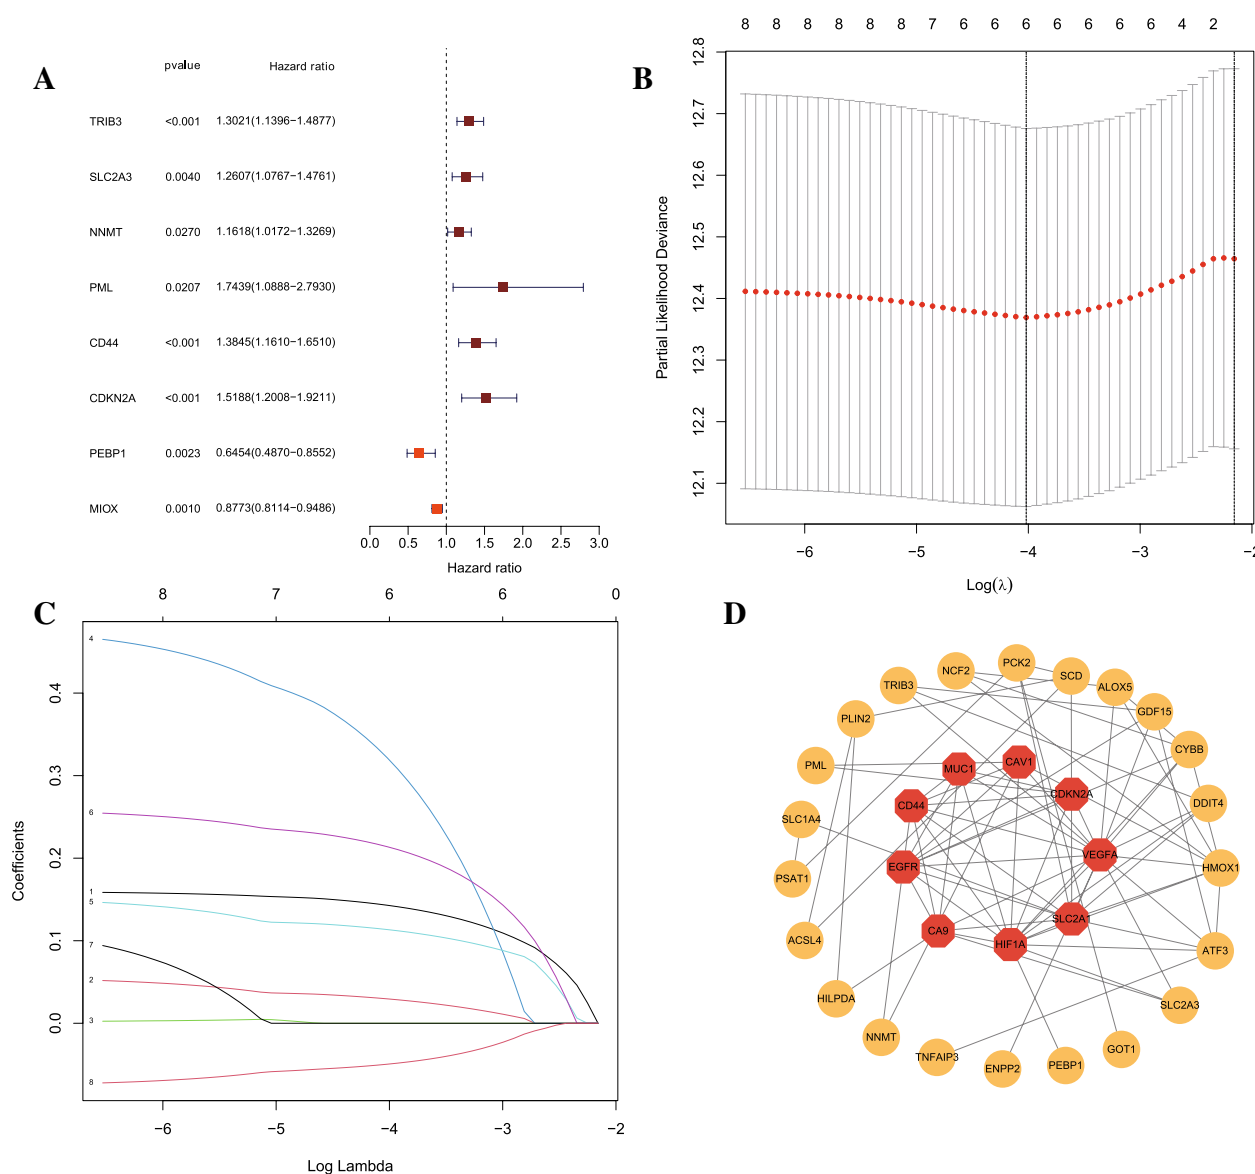 A
pvalue Hazard ratio
TRIB3 <0.001 1.3021(1.1396−1.4877)
SLC2A3 0.0040 1.2607(1.0767−1.4761)
NNMT 0.0270 1.1618(1.0172−1.3269)
PML 0.0207 1.7439(1.0888−2.7930)
CD44 <0.001 1.3845(1.1610−1.6510)
CDKN2A <0.001 1.5188(1.2008−1.9211)
PEBP1 0.0023 0.6454(0.4870−0.8552)
MIOX 0.0010 0.8773(0.8114−0.9486)
0.0 0.5 1.0 1.5 2.0 2.5 3.0
Hazard ratio
B
8 8 8 8 8 8 7 6 6 6 6 6 6 6 4 2
12.8
12.7
12.6
12.5
12.4
12.3
12.2
12.1
Partial Likelihood Deviance
−6 −5 −4 −3 −2
Log(λ)
C
8 7 6 6 0
0.4
0.3
0.2
0.1
0.0
Coefficients
4
6
1
5
7
2
3
8
−6 −5 −4 −3 −2
Log Lambda
D
PCK2
NCF2
SCD
TRIB3
ALOX5
GDF15
PLIN2
CYBB
PML
MUC1
CAV1
CDKN2A
CD44
DDIT4
SLC1A4
VEGFA
EGFR
HMOX1
PSAT1
SLC2A1
CA9
ACSL4
HIF1A
ATF3
HILPDA
SLC2A3
NNMT
TNFAIP3
GOT1
ENPP2
PEBP1